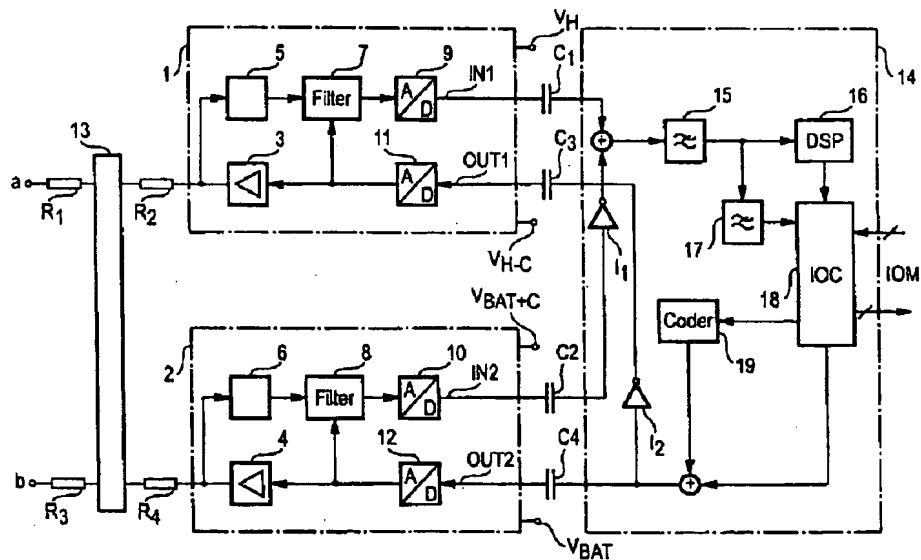 V_H
1
5
7
9
IN1
C_1
14
Filter
A
D
15
16
13
3
11
OUT1
C_3
DSP
a
A
D
R_1
R_2
I_1
17
18
IOC
IOM
V_H-C
V_BAT+C
Coder
19
2
6
8
10
IN2
C2
Filter
A
D
4
12
OUT2
C4
I_2
b
A
D
R_3
R_4
V_BAT